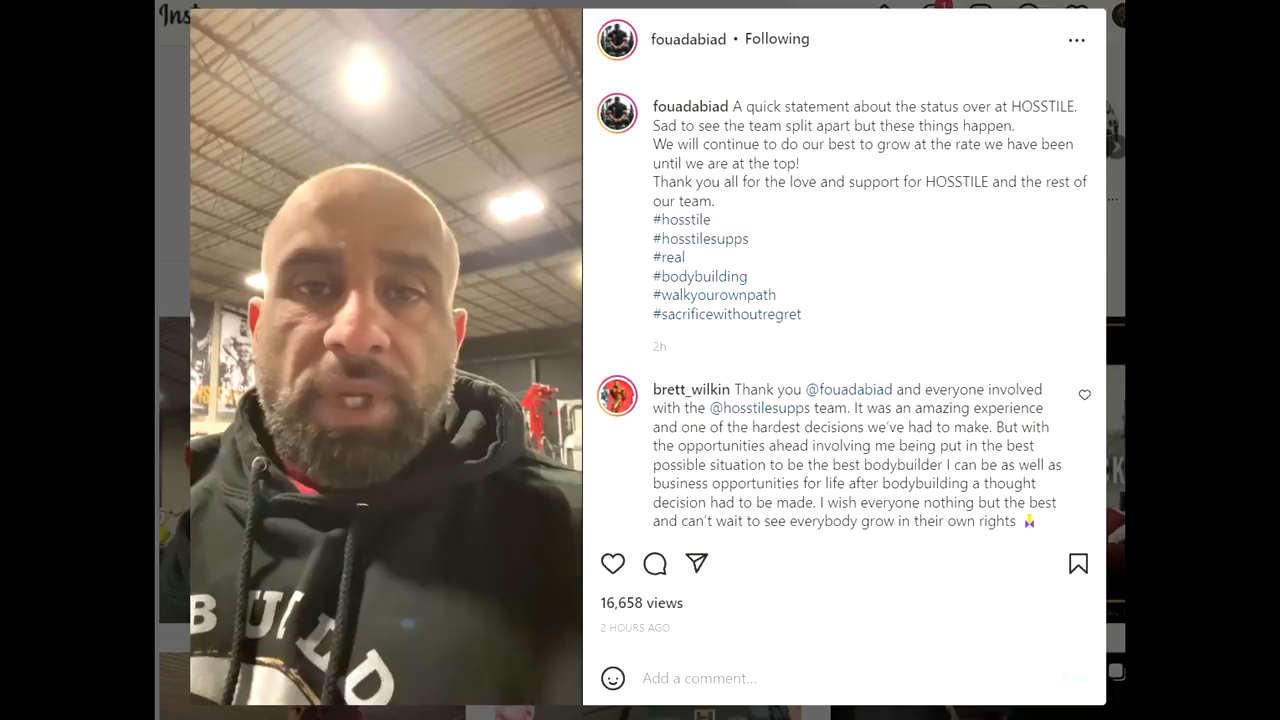 Inst
1
fouadabiad • Following
fouadabiad A quick statement about the status over at HOSSTILE.
Sad to see the team split apart but these things happen.
We will continue to do our best to grow at the rate we have been
until we are at the top!
Thank you all for the love and support for HOSSTILE and the rest of
our team.
#hosstile
#hosstilesupps
#real
#bodybuilding
#walkyourownpath
#sacrificewithoutregret
2h
brett_wilkin Thank you @fouadabiad and everyone involved
with the @hosstilesupps team. It was an amazing experience
and one of the hardest decisions we've had to make. But with
the opportunities ahead involving me being put in the best
possible situation to be the best bodybuilder I can be as well as
business opportunities for life after bodybuilding a thought
decision had to be made. I wish everyone nothing but the best
and can't wait to see everybody grow in their own rights 🙏
16,658 views
2 HOURS AGO
Add a comment...
Post
BUILD